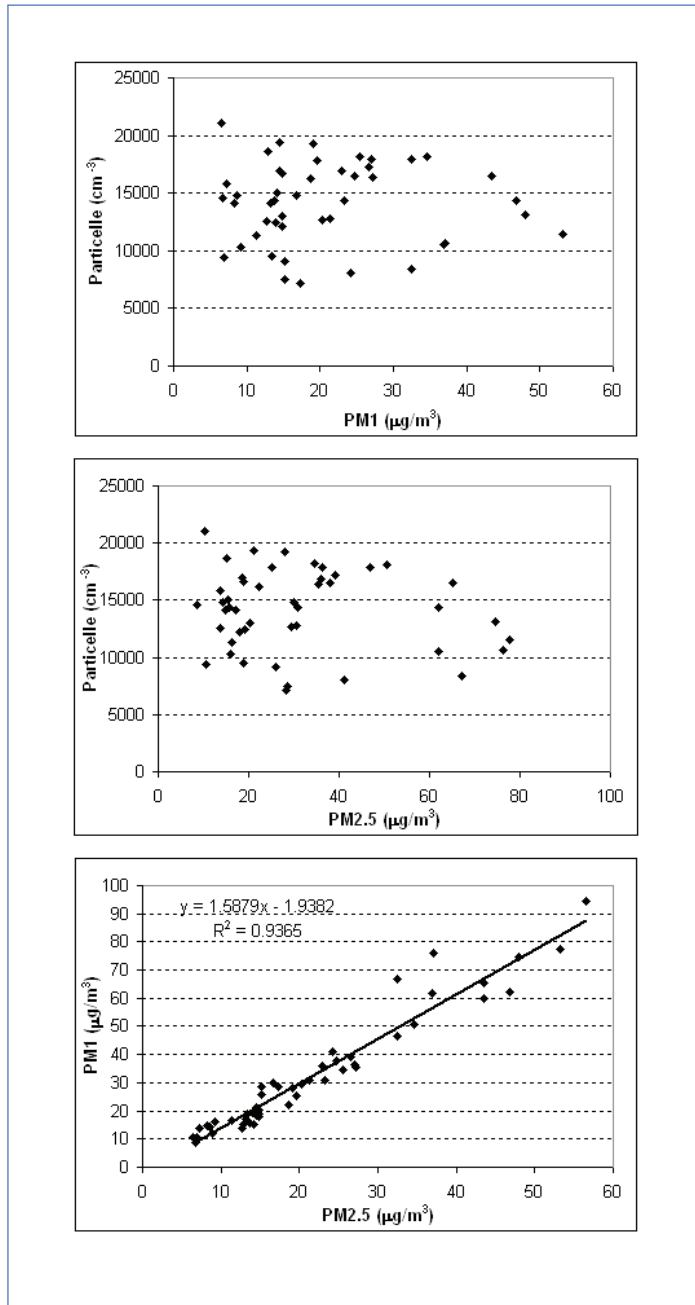 25000
20000
15000
10000
5000
0
Particelle (cm⁻³)
0 10 20 30 40 50 60
PM1 (µg/m³)
25000
20000
15000
10000
5000
0
Particelle (cm⁻³)
0 20 40 60 80 100
PM2.5 (µg/m³)
100
90
80
70
60
50
40
30
20
10
0
PM1 (µg/m³)
y = 1.5879x - 1.9382
R² = 0.9365
0 10 20 30 40 50 60
PM2.5 (µg/m³)